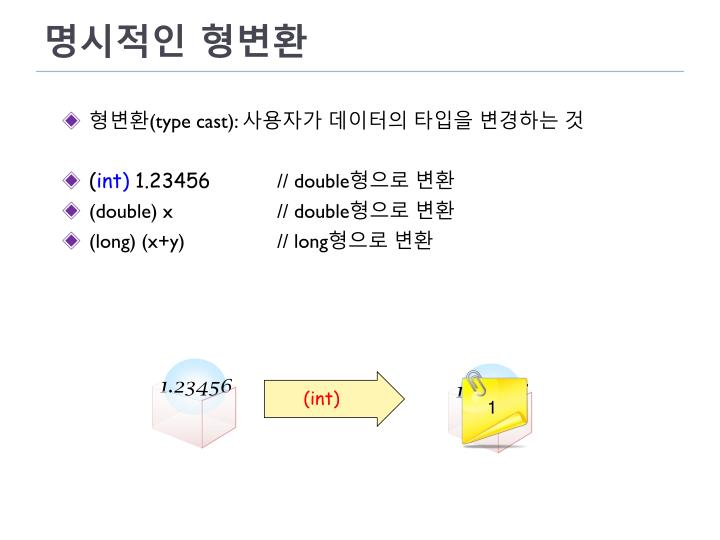 명시적인 형변환
형변환(type cast): 사용자가 데이터의 타입을 변경하는 것
(int) 1.23456 // double형으로 변환
(double) x // double형으로 변환
(long) (x+y) // long형으로 변환
1.23456
(int)
1